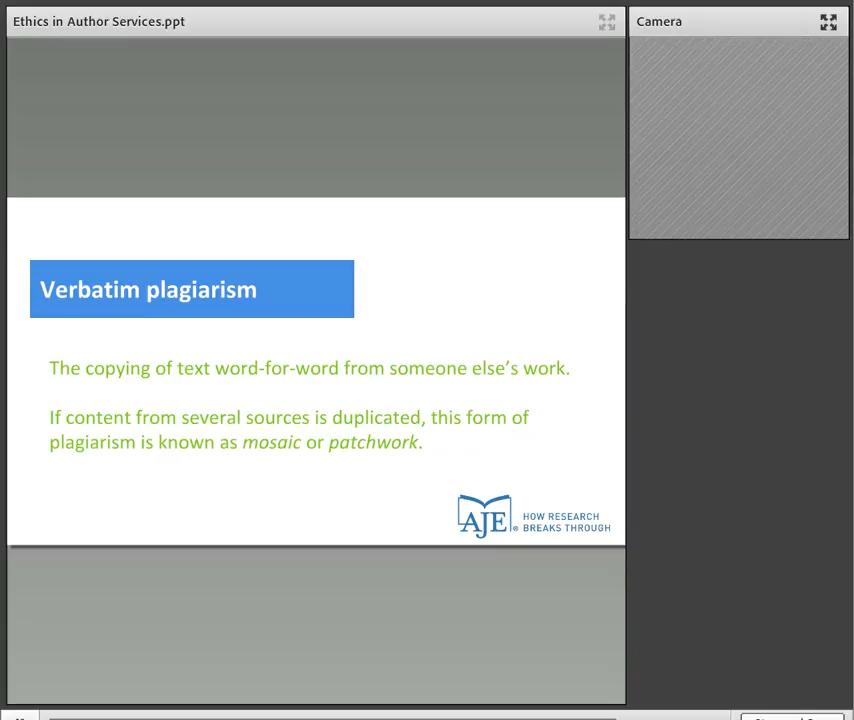 Ethics in Author Services.ppt
Camera
Verbatim plagiarism
The copying of text word-for-word from someone else’s work.
If content from several sources is duplicated, this form of
plagiarism is known as mosaic or patchwork.
AJE® HOW RESEARCH
BREAKS THROUGH